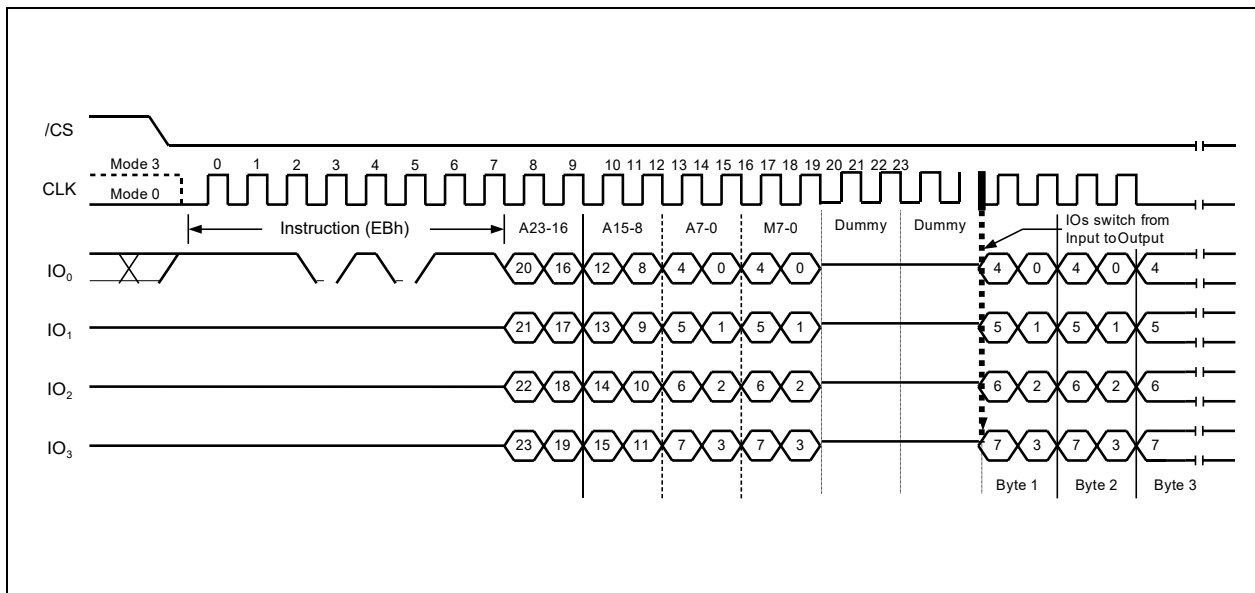 /CS
Mode 3 0 1 2 3 4 5 6 7 8 9 10 11 12 13 14 15 16 17 18 19 20 21 22 23
CLK Mode 0
Instruction (EBh) A23-16 A15-8 A7-0 M7-0 Dummy Dummy IOs switch from
Input toOutput
IO0 20 16 12 8 4 0 4 0 4 0 4 0 4
IO1 21 17 13 9 5 1 5 1 5 1 5 1 5
IO2 22 18 14 10 6 2 6 2 6 2 6 2 6
IO3 23 19 15 11 7 3 7 3 7 3 7 3 7
Byte 1 Byte 2 Byte 3